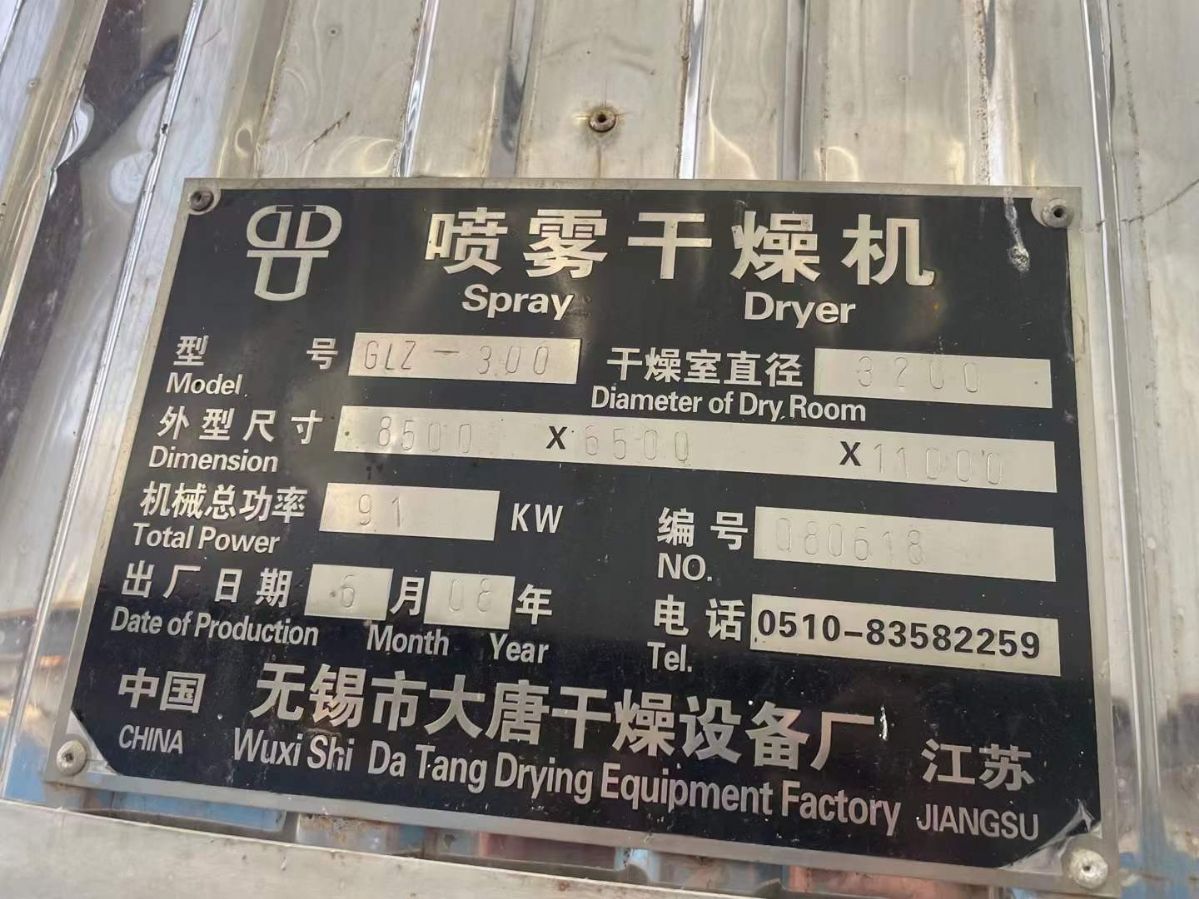 喷雾干燥机
Spray Dryer
型号 GLZ-300 干燥室直径 3200
Model Diameter of Dry Room
外型尺寸 8500 X 6500 X 11000
Dimension
机械总功率 91 KW 编号 080618
Total Power NO.
出厂日期 6 月 08 年 电话 0510-83582259
Date of Production Month Year Tel.
中国 无锡市大唐干燥设备厂 江苏
CHINA Wuxi Shi Da Tang Drying Equipment Factory JIANGSU